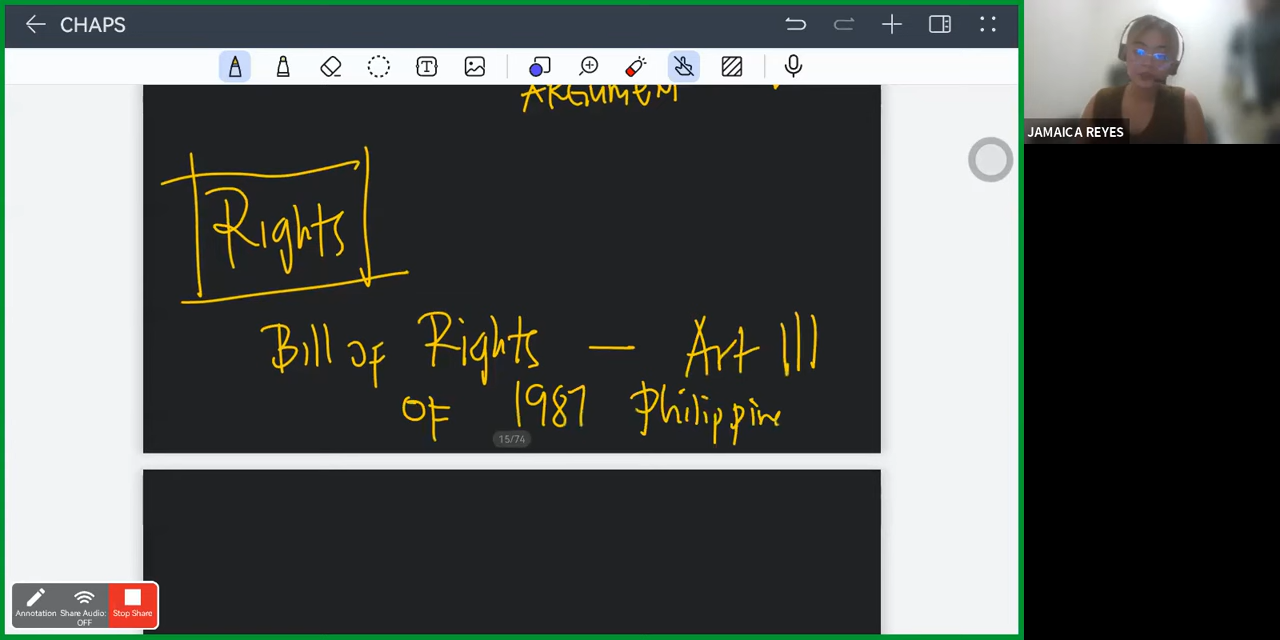 CHAPS
JAMAICA REYES
ARGUMENT
Rights
Bill of Rights — Art III
of 1987 Philippine
15/74
Annotation
Share Audio: OFF
Stop Share